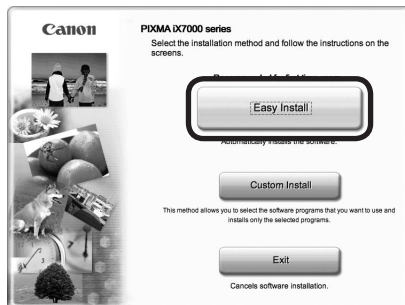 Canon
PIXMA iX7000 series
Select the installation method and follow the instructions on the
screens.
Easy Install
Automatically installs the software.
Custom Install
This method allows you to select the software programs that you want to use and
installs only the selected programs.
Exit
Cancels software installation.